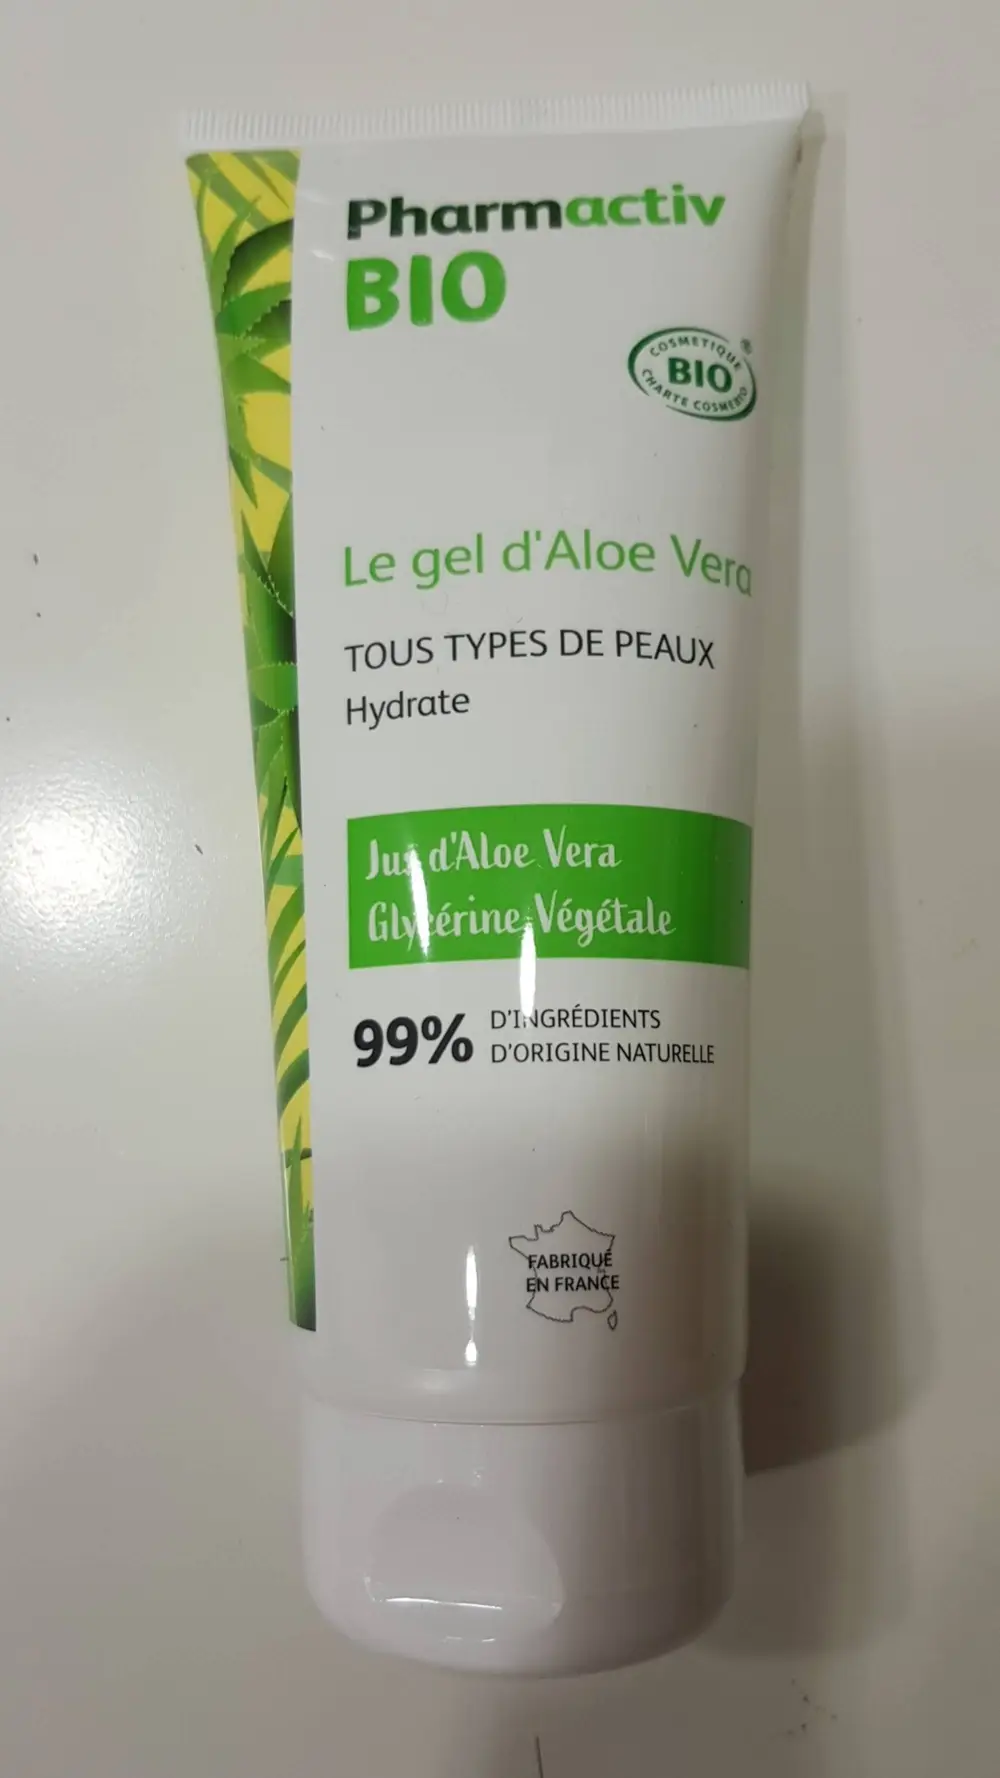 Pharmactiv
BIO
COSMETIQUE
BIO
CHARTE COSMEBIO
®
Le gel d'Aloe Vera
TOUS TYPES DE PEAUX
Hydrate
Jus d'Aloe Vera
Glycérine Végétale
99% D'INGRÉDIENTS
D'ORIGINE NATURELLE
FABRIQUÉ
EN FRANCE